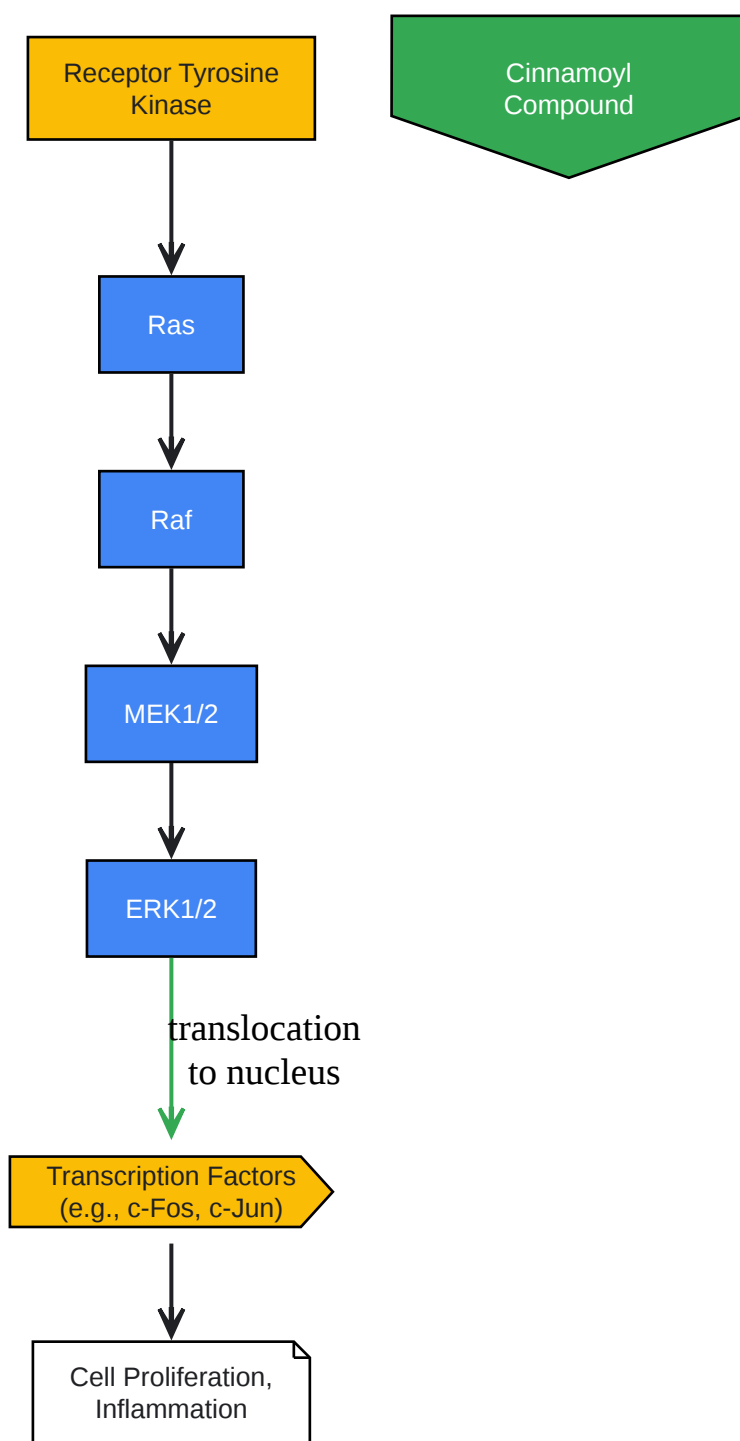 Receptor Tyrosine
Kinase
Cinnamoyl
Compound
Ras
Raf
MEK1/2
ERK1/2
translocation
to nucleus
Transcription Factors
(e.g., c-Fos, c-Jun)
Cell Proliferation,
Inflammation